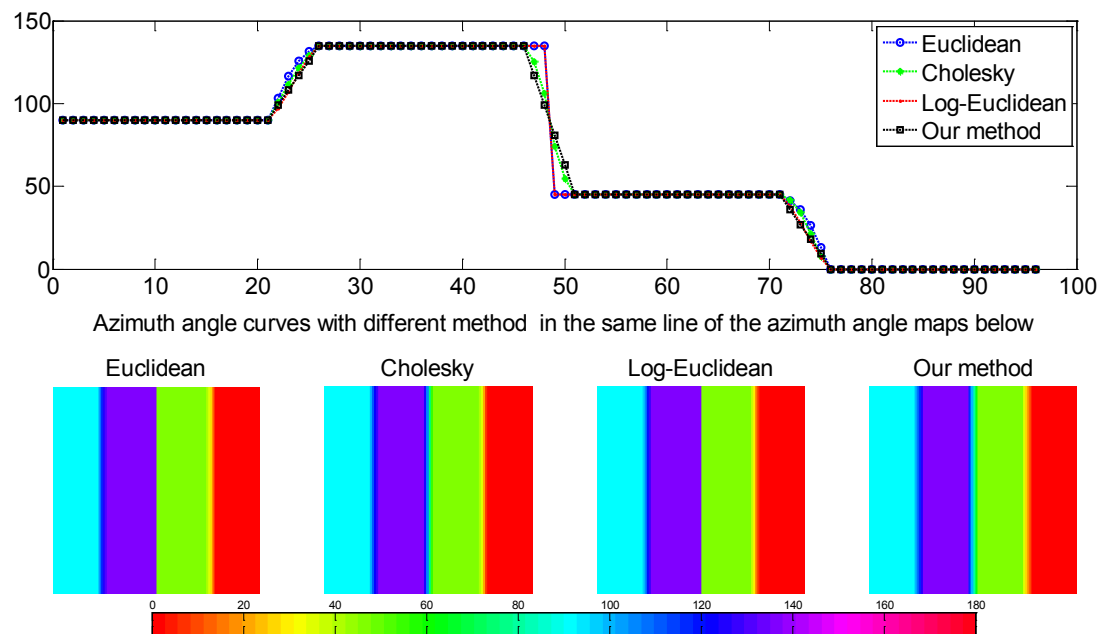 150
100
50
0
Euclidean
Cholesky
Log-Euclidean
Our method
0 10 20 30 40 50 60 70 80 90 100
Azimuth angle curves with different method in the same line of the azimuth angle maps below
Euclidean Cholesky Log-Euclidean Our method
0 20 40 60 80 100 120 140 160 180